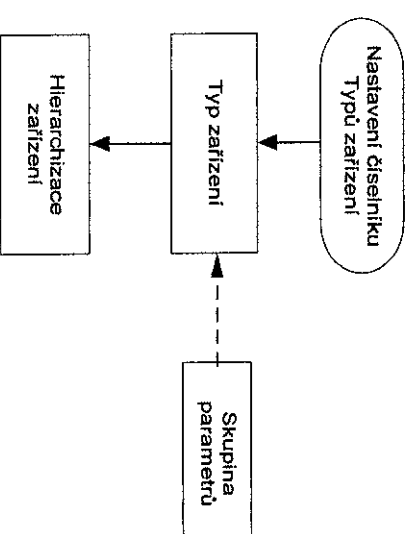 Nastavení číselníku
Typů zařízení
Typ zařízení
Hierarchizace
zařízení
Skupina
parametrů